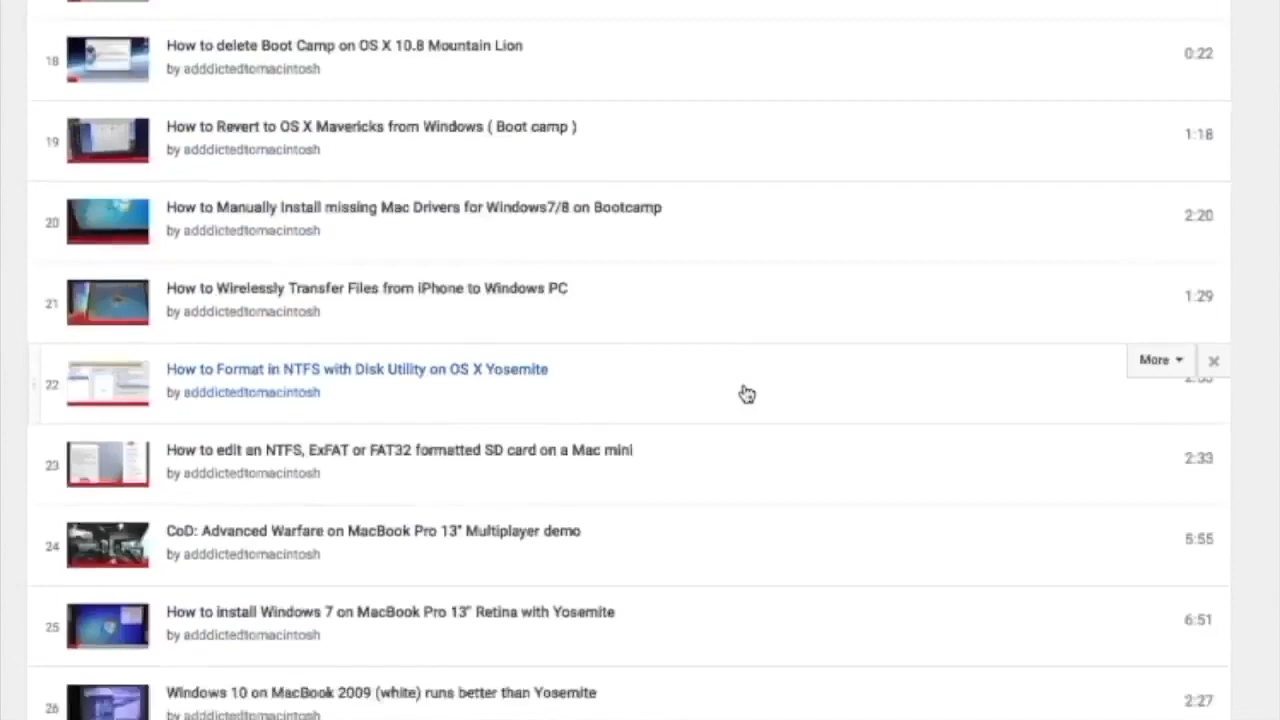 18
How to delete Boot Camp on OS X 10.8 Mountain Lion
by adddictedtomacintosh
0:22
19
How to Revert to OS X Mavericks from Windows ( Boot camp )
by adddictedtomacintosh
1:18
20
How to Manually Install missing Mac Drivers for Windows7/8 on Bootcamp
by adddictedtomacintosh
2:20
21
How to Wirelessly Transfer Files from iPhone to Windows PC
by adddictedtomacintosh
1:29
22
How to Format in NTFS with Disk Utility on OS X Yosemite
by adddictedtomacintosh
More
23
How to edit an NTFS, ExFAT or FAT32 formatted SD card on a Mac mini
by adddictedtomacintosh
2:33
24
CoD: Advanced Warfare on MacBook Pro 13" Multiplayer demo
by adddictedtomacintosh
5:55
25
How to install Windows 7 on MacBook Pro 13" Retina with Yosemite
by adddictedtomacintosh
6:51
26
Windows 10 on MacBook 2009 (white) runs better than Yosemite
by adddictedtomacintosh
2:27